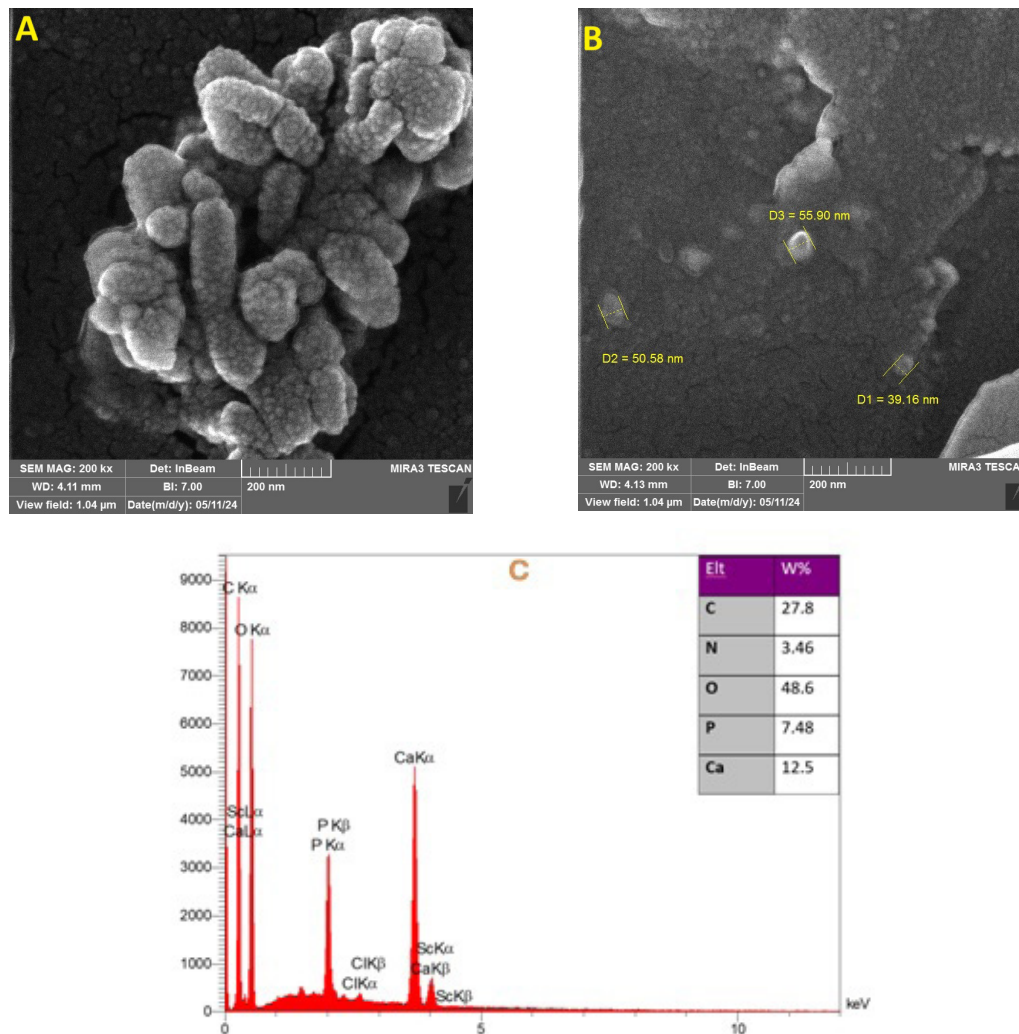 A
SEM MAG: 200 kx Det: InBeam MIRA3 TESCAN
WD: 4.11 mm BI: 7.00 200 nm
View field: 1.04 µm Date(m/d/y): 05/11/24
B
D3 = 55.90 nm
D2 = 50.58 nm
D1 = 39.16 nm
SEM MAG: 200 kx Det: InBeam MIRA3 TESCA
WD: 4.13 mm BI: 7.00 200 nm
View field: 1.04 µm Date(m/d/y): 05/11/24
C
9000
C Kα
8000
O Kα
7000
6000
CaKα
5000
4000
ScLα
CaLα
P Kβ
P Kα
3000
2000
1000
ClKβ
ClKα
ScKα
CaKβ
ScKβ
0
0 5 10 keV
Elt W%
C 27.8
N 3.46
O 48.6
P 7.48
Ca 12.5